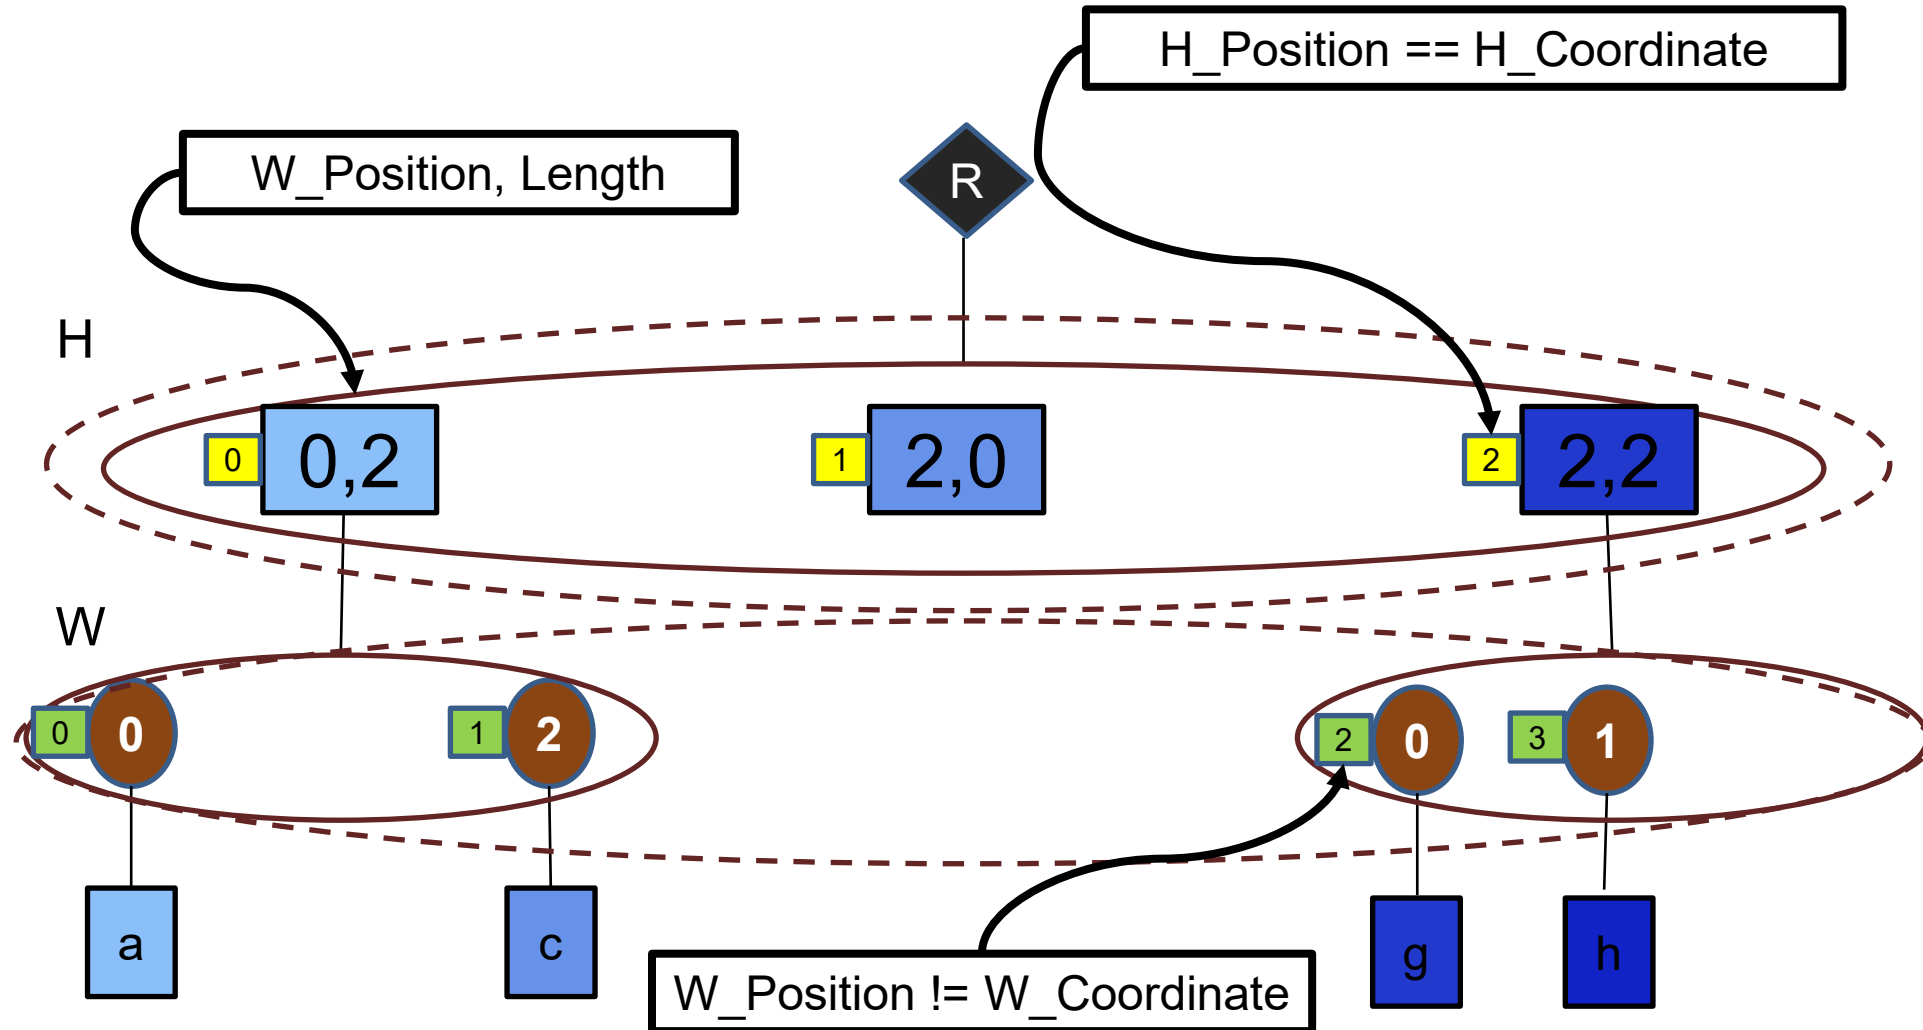 H_Position == H_Coordinate
W_Position, Length
R
H
0 0,2 1 2,0 2 2,2
W
0 0 1 2 2 0 3 1
a c g h
W_Position != W_Coordinate